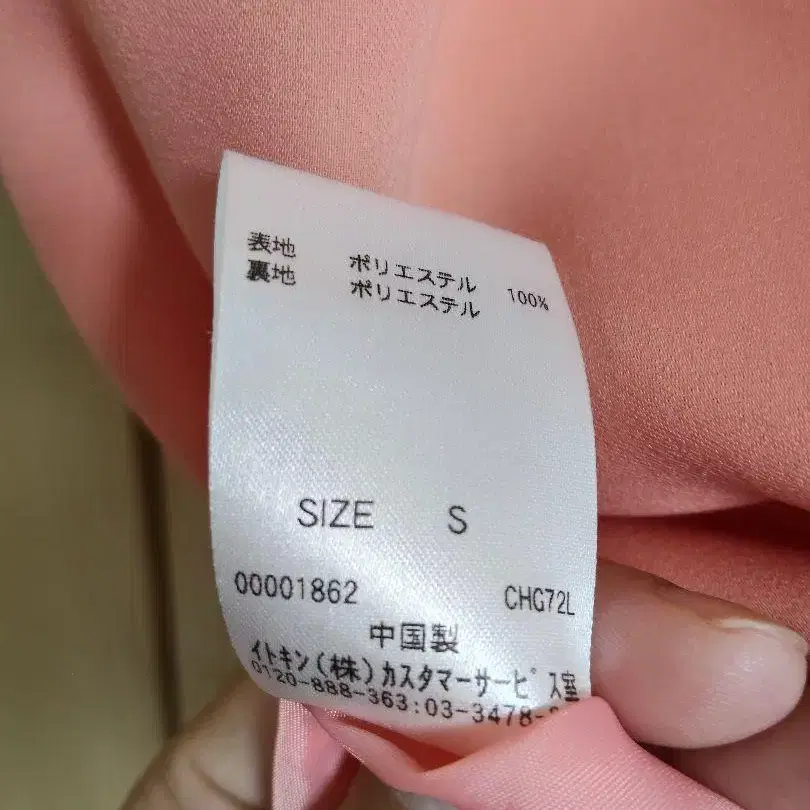 表地 ポリエステル 100%
裏地 ポリエステル
SIZE S
00001862 CHG72L
中国製
イトキン(株)カスタマーサービス室
0120-888-363:03-3478-